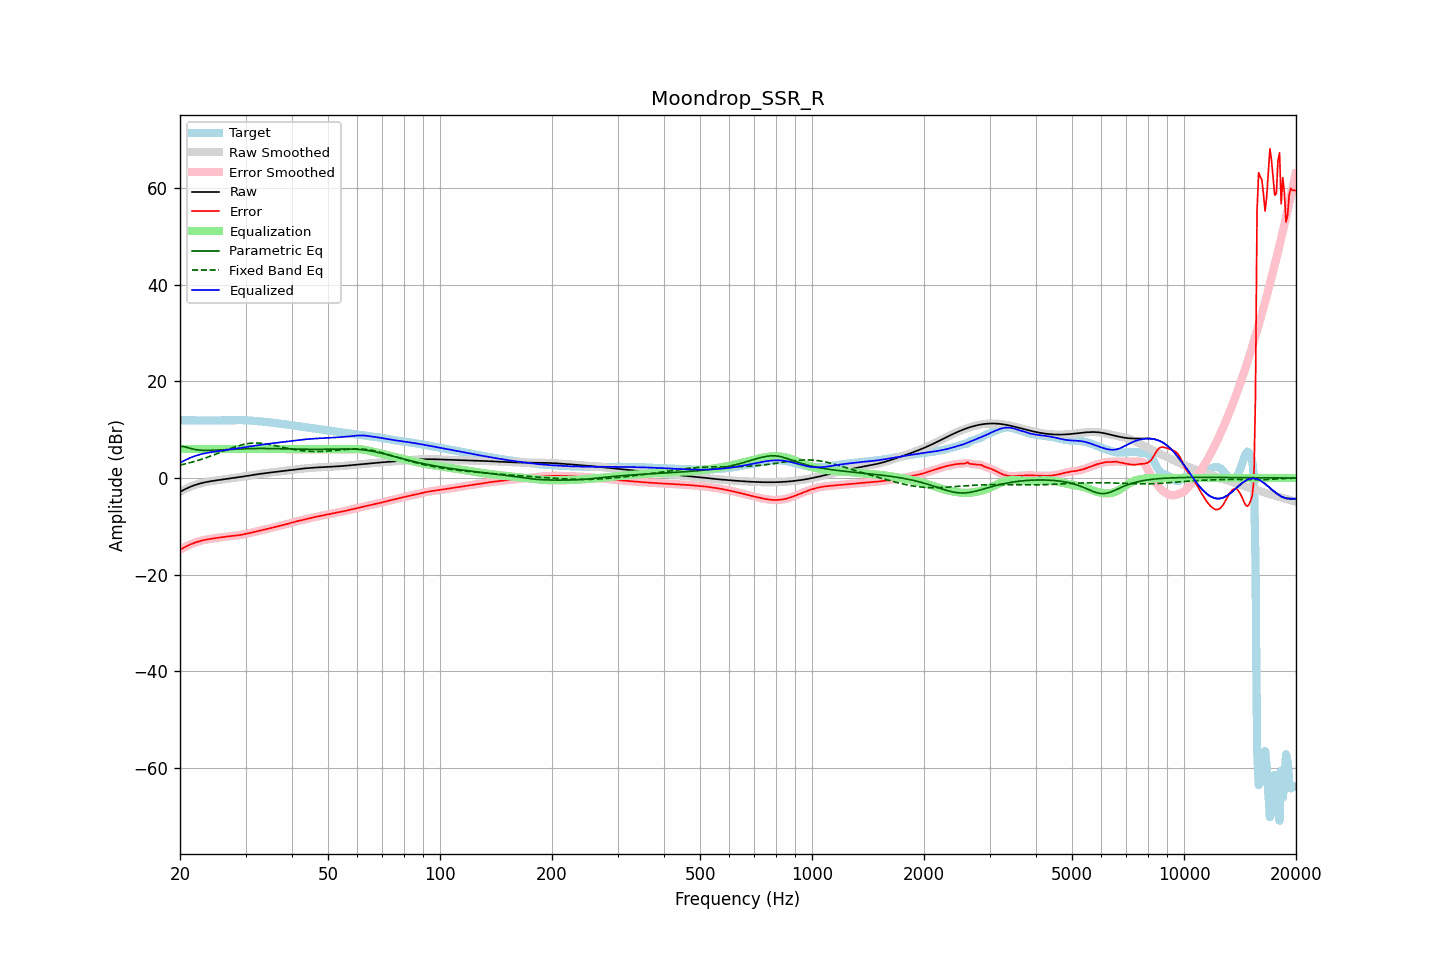 Moondrop_SSR_R
Target
Raw Smoothed
Error Smoothed
Raw
Error
Equalization
Parametric Eq
Fixed Band Eq
Equalized
60
40
20
0
−20
−40
−60
Amplitude (dBr)
20
50
100
200
500
1000
2000
5000
10000
20000
Frequency (Hz)